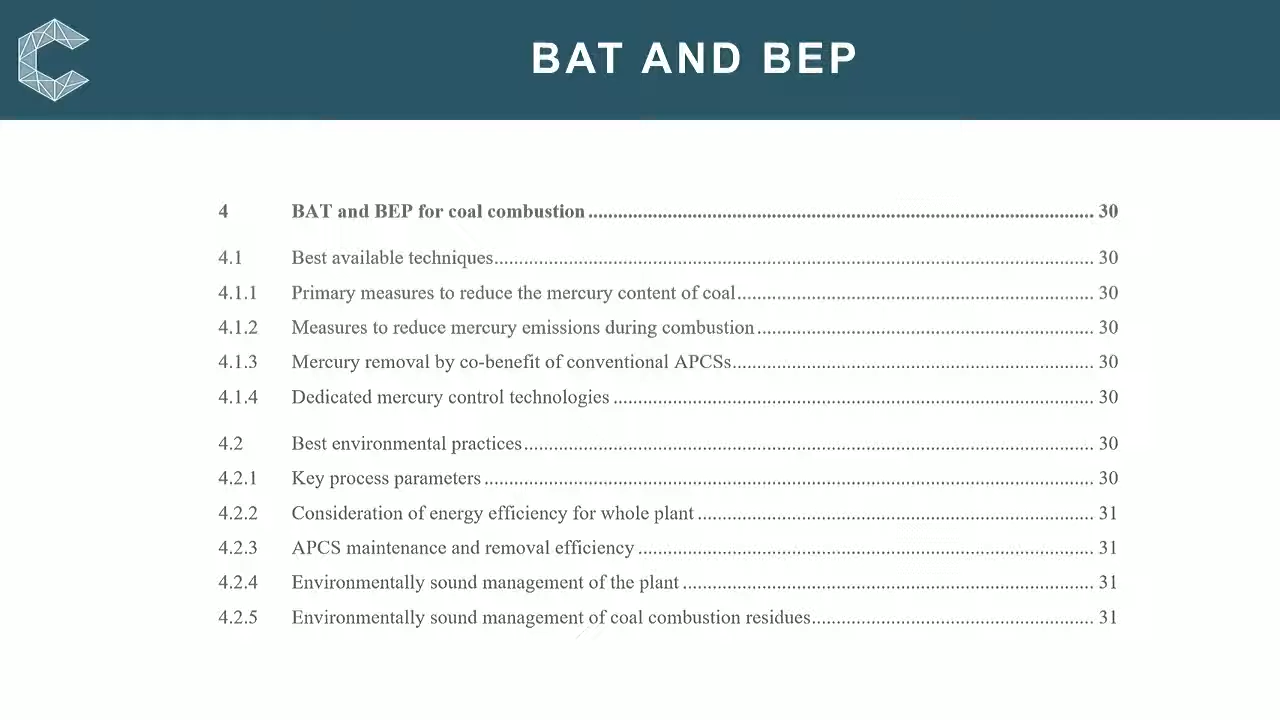 BAT AND BEP
4 BAT and BEP for coal combustion 30
4.1 Best available techniques 30
4.1.1 Primary measures to reduce the mercury content of coal 30
4.1.2 Measures to reduce mercury emissions during combustion 30
4.1.3 Mercury removal by co-benefit of conventional APCSs 30
4.1.4 Dedicated mercury control technologies 30
4.2 Best environmental practices 30
4.2.1 Key process parameters 30
4.2.2 Consideration of energy efficiency for whole plant 31
4.2.3 APCS maintenance and removal efficiency 31
4.2.4 Environmentally sound management of the plant 31
4.2.5 Environmentally sound management of coal combustion residues 31